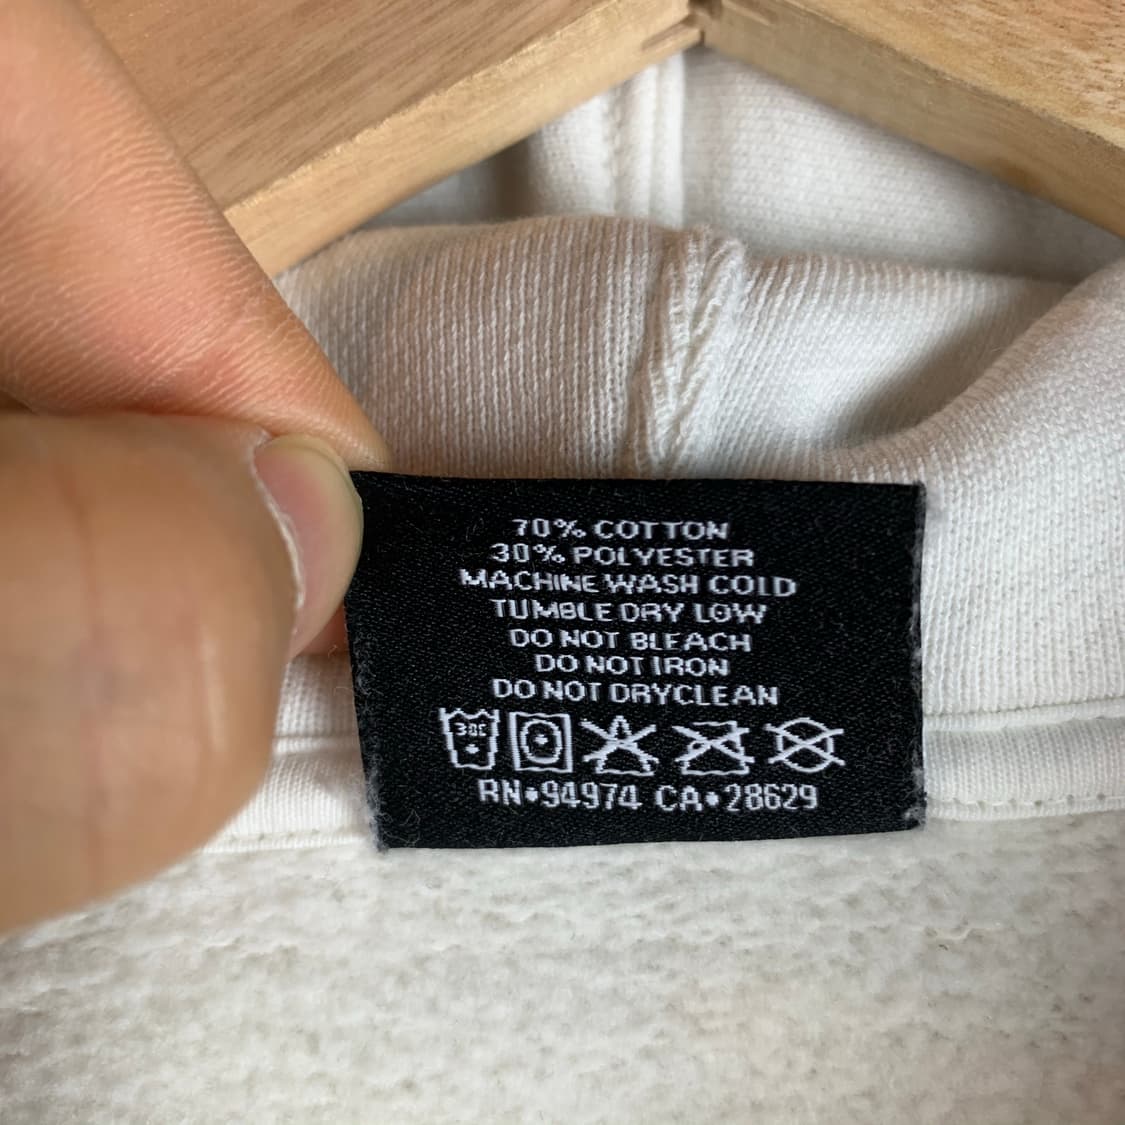 70% COTTON
30% POLYESTER
MACHINE WASH COLD
TUMBLE DRY LOW
DO NOT BLEACH
DO NOT IRON
DO NOT DRYCLEAN
30C
RN•94974 CA•28629